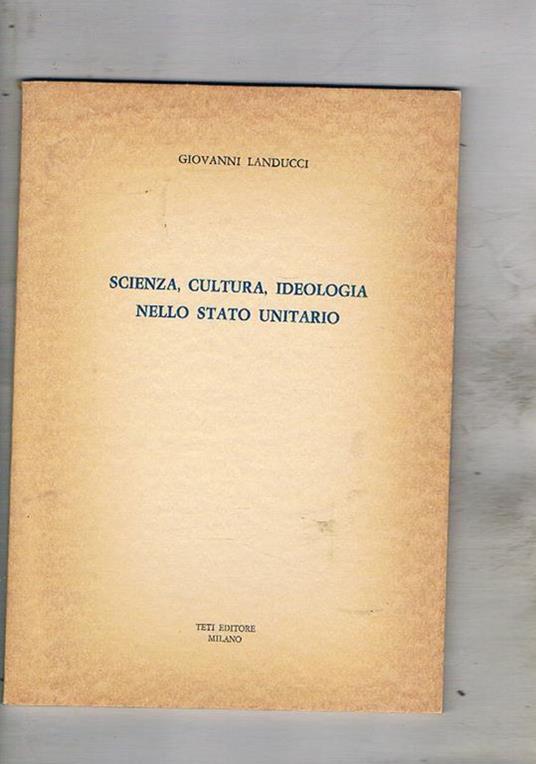 GIOVANNI LANDUCCI
SCIENZA, CULTURA, IDEOLOGIA
NELLO STATO UNITARIO
TETI EDITORE
MILANO